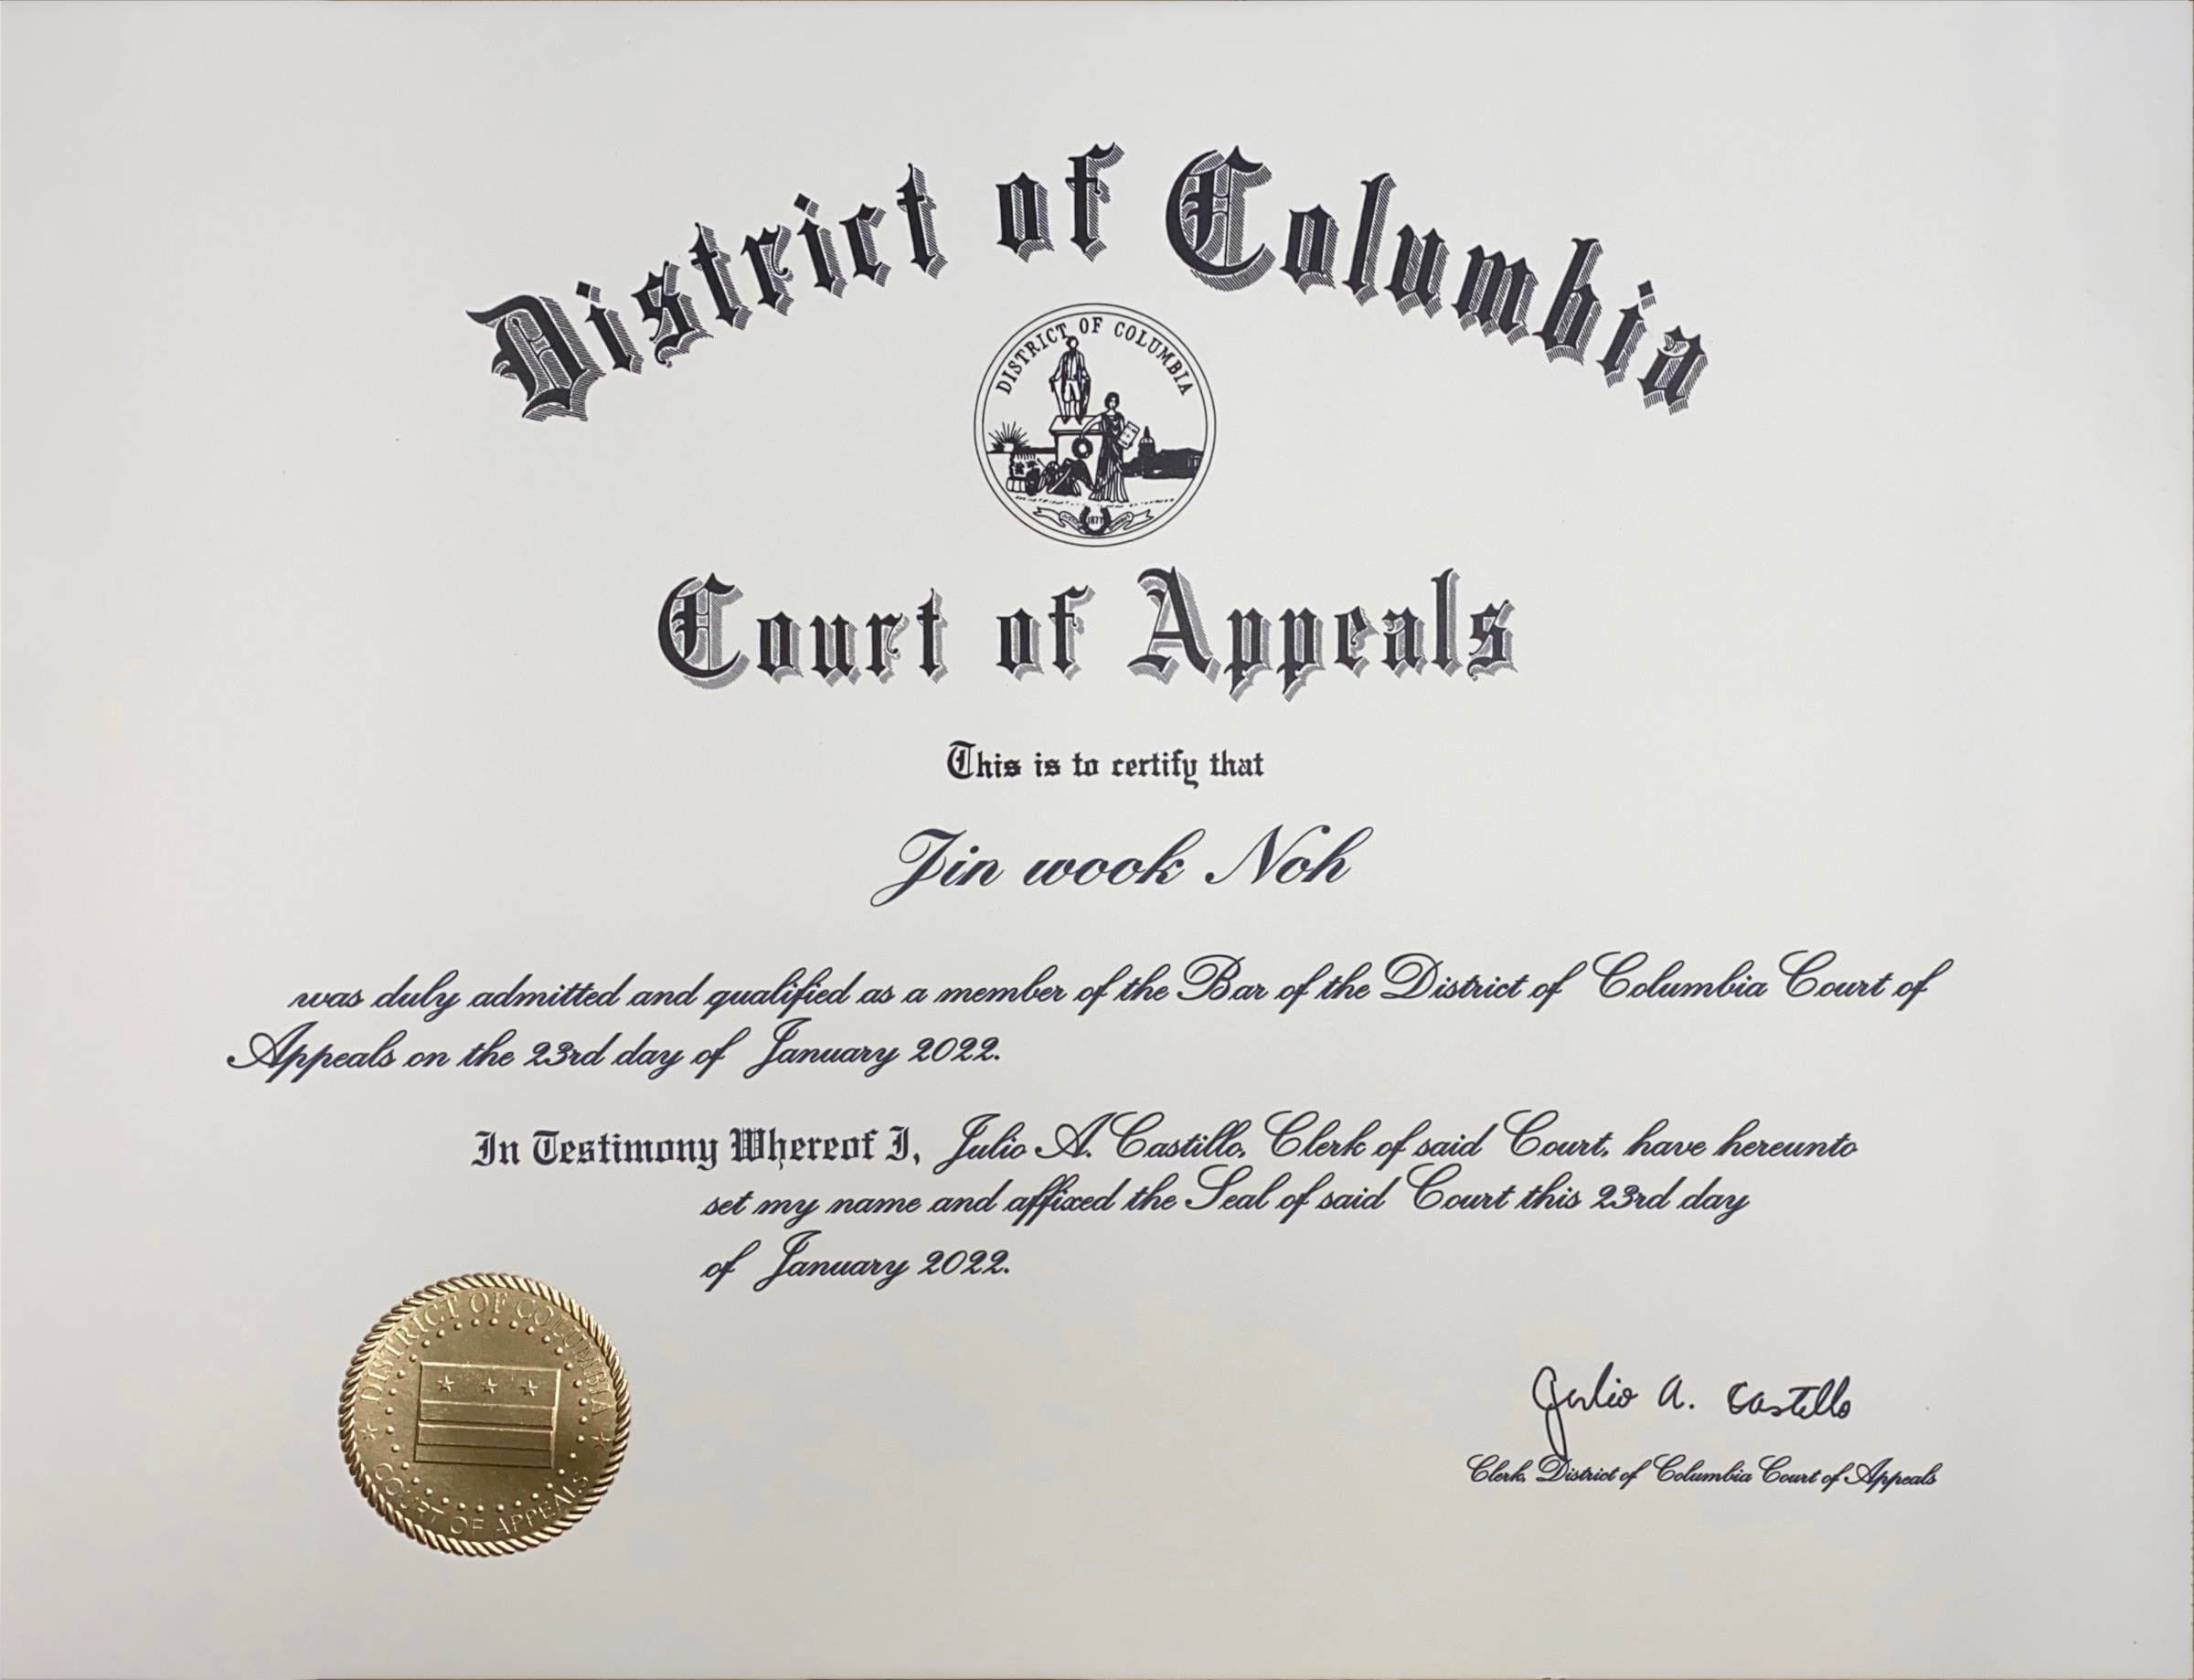 District of Columbia
DISTRICT OF COLUMBIA
1871
Court of Appeals
This is to certify that
Jin wook Noh
was duly admitted and qualified as a member of the Bar of the District of Columbia Court of
Appeals on the 23rd day of January 2022.
In Testimony Whereof I, Julio A. Castillo, Clerk of said Court, have hereunto
set my name and affixed the Seal of said Court this 23rd day
of January 2022.
DISTRICT OF COLUMBIA
COURT OF APPEALS
Julio A. Castillo
Clerk, District of Columbia Court of Appeals